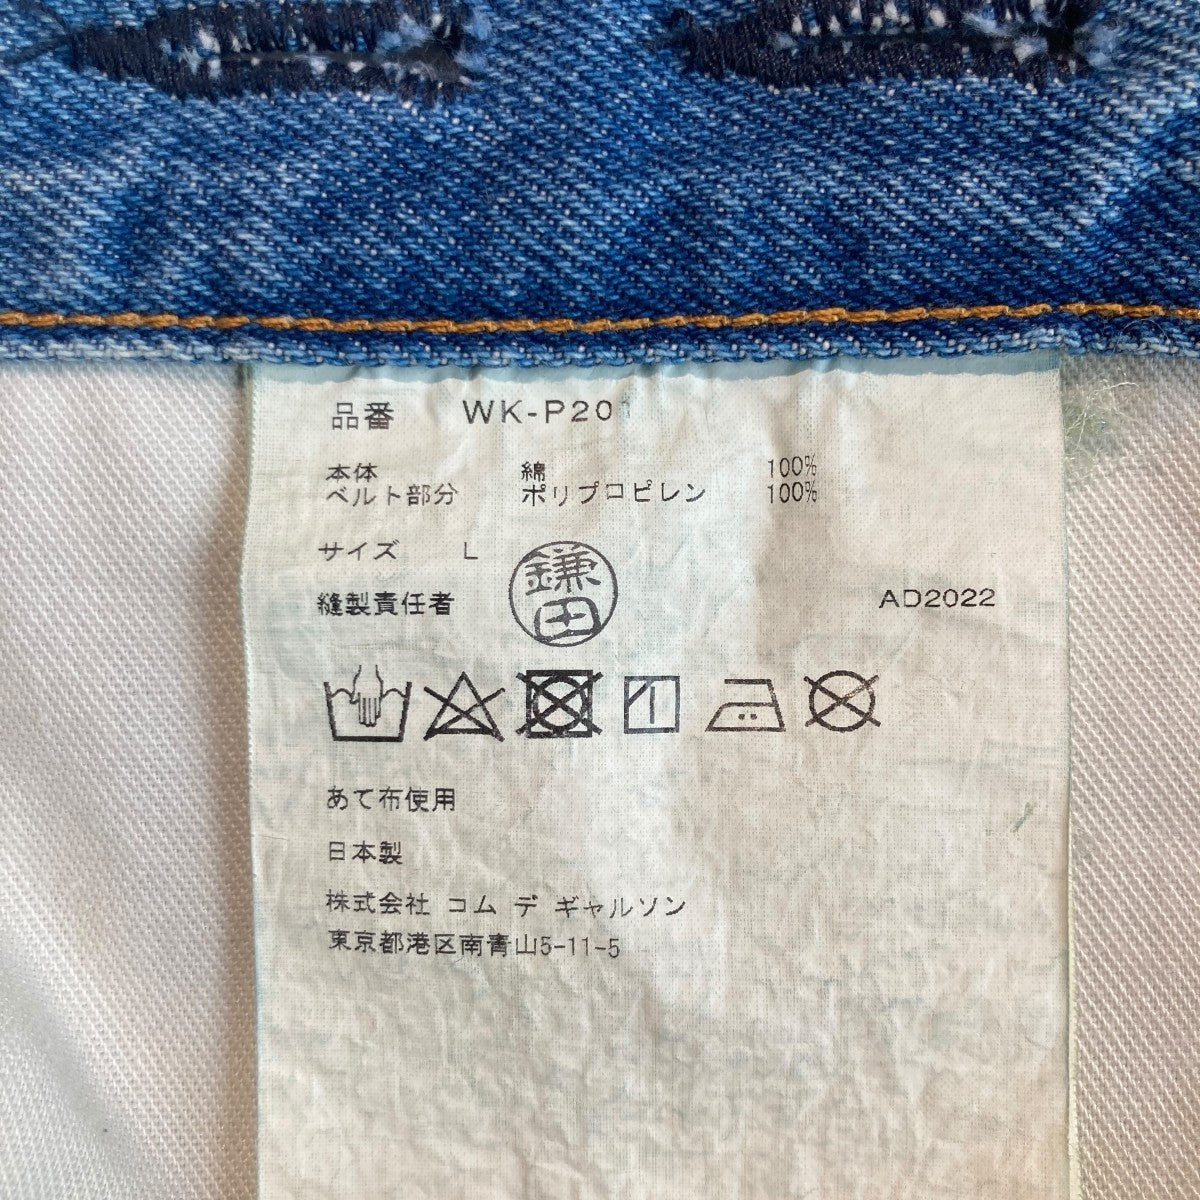 品番 WK-P201
本体 綿 100%
ベルト部分 ポリプロピレン 100%
サイズ L
縫製責任者 鎌田 AD2022
あて布使用
日本製
株式会社 コム デ ギャルソン
東京都港区南青山5-11-5